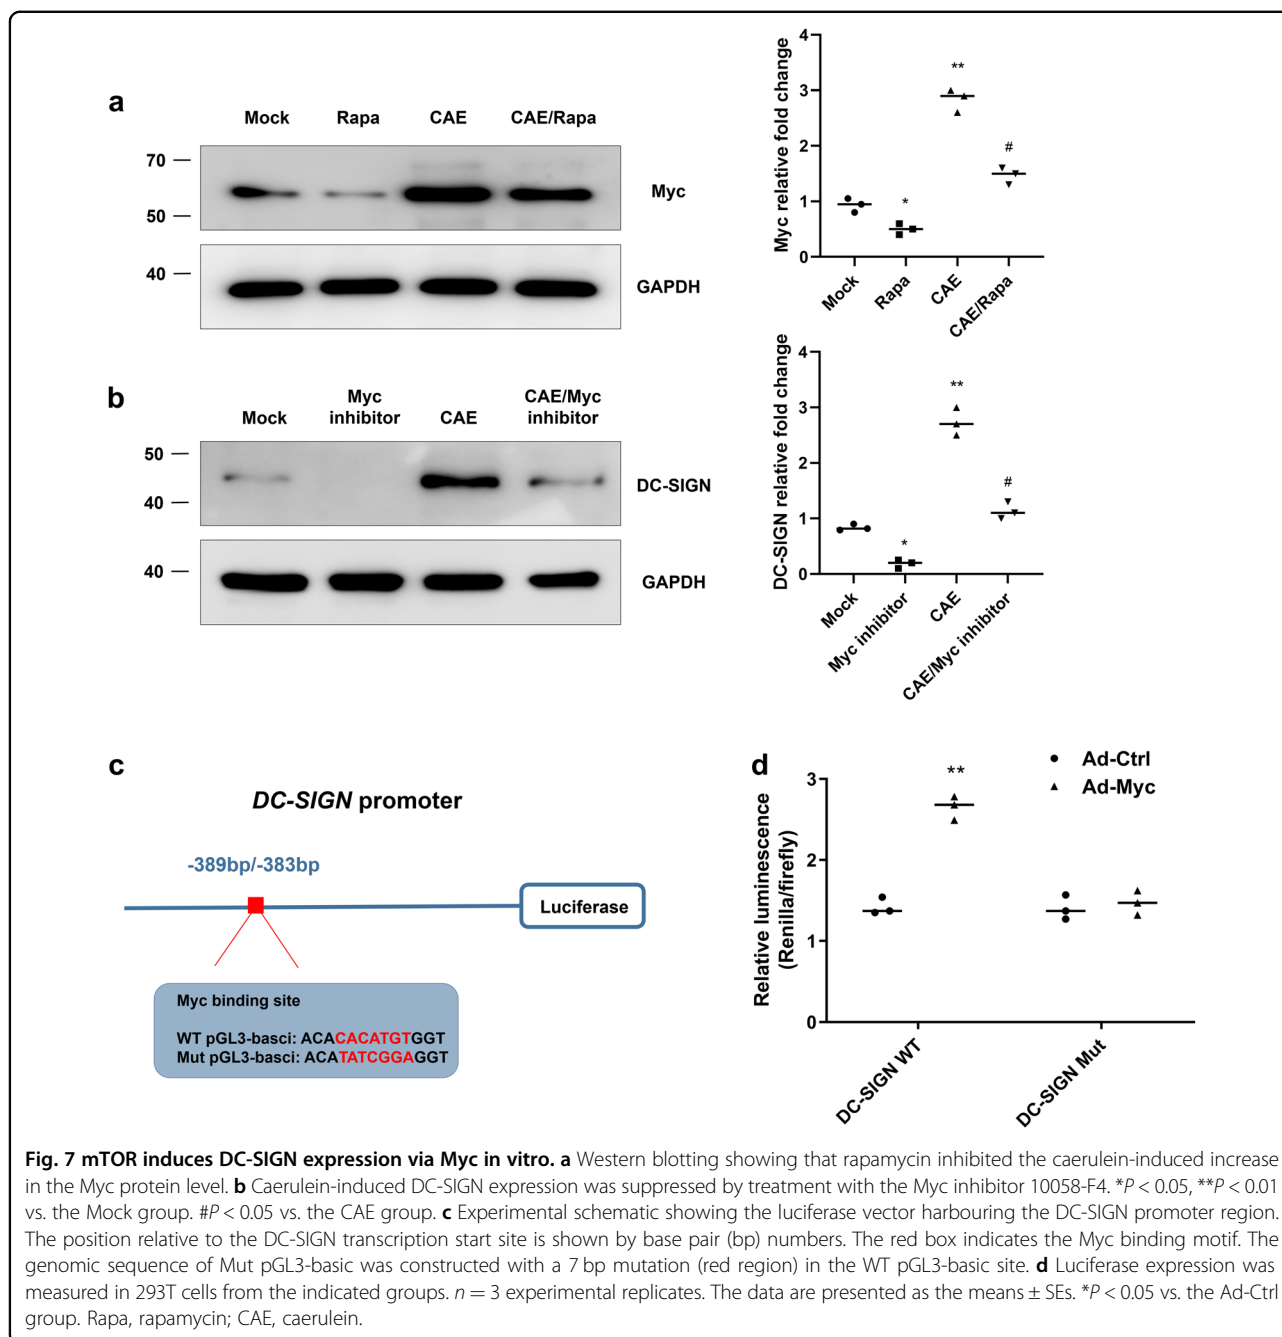 a
Mock Rapa CAE CAE/Rapa
70
50
Myc
40
GAPDH
Myc relative fold change
4
3
2
1
0
**
*
#
Mock
Rapa
CAE
CAE/Rapa
b
Mock
Myc inhibitor
CAE
CAE/Myc inhibitor
50
40
DC-SIGN
40
GAPDH
DC-SIGN relative fold change
4
3
2
1
0
**
*
#
Mock
Myc inhibitor
CAE
CAE/Myc inhibitor
c
DC-SIGN promoter
-389bp/-383bp
Luciferase
Myc binding site
WT pGL3-basci: ACACACATGTGGT
Mut pGL3-basci: ACATATCGGAGGT
d
Ad-Ctrl
Ad-Myc
Relative luminescence
(Renilla/firefly)
3
2
1
0
**
DC-SIGN WT
DC-SIGN Mut
Fig. 7 mTOR induces DC-SIGN expression via Myc in vitro. a Western blotting showing that rapamycin inhibited the caerulein-induced increase
in the Myc protein level. b Caerulein-induced DC-SIGN expression was suppressed by treatment with the Myc inhibitor 10058-F4. *P < 0.05, **P < 0.01
vs. the Mock group. #P < 0.05 vs. the CAE group. c Experimental schematic showing the luciferase vector harbouring the DC-SIGN promoter region.
The position relative to the DC-SIGN transcription start site is shown by base pair (bp) numbers. The red box indicates the Myc binding motif. The
genomic sequence of Mut pGL3-basic was constructed with a 7 bp mutation (red region) in the WT pGL3-basic site. d Luciferase expression was
measured in 293T cells from the indicated groups. n = 3 experimental replicates. The data are presented as the means ± SEs. *P < 0.05 vs. the Ad-Ctrl
group. Rapa, rapamycin; CAE, caerulein.